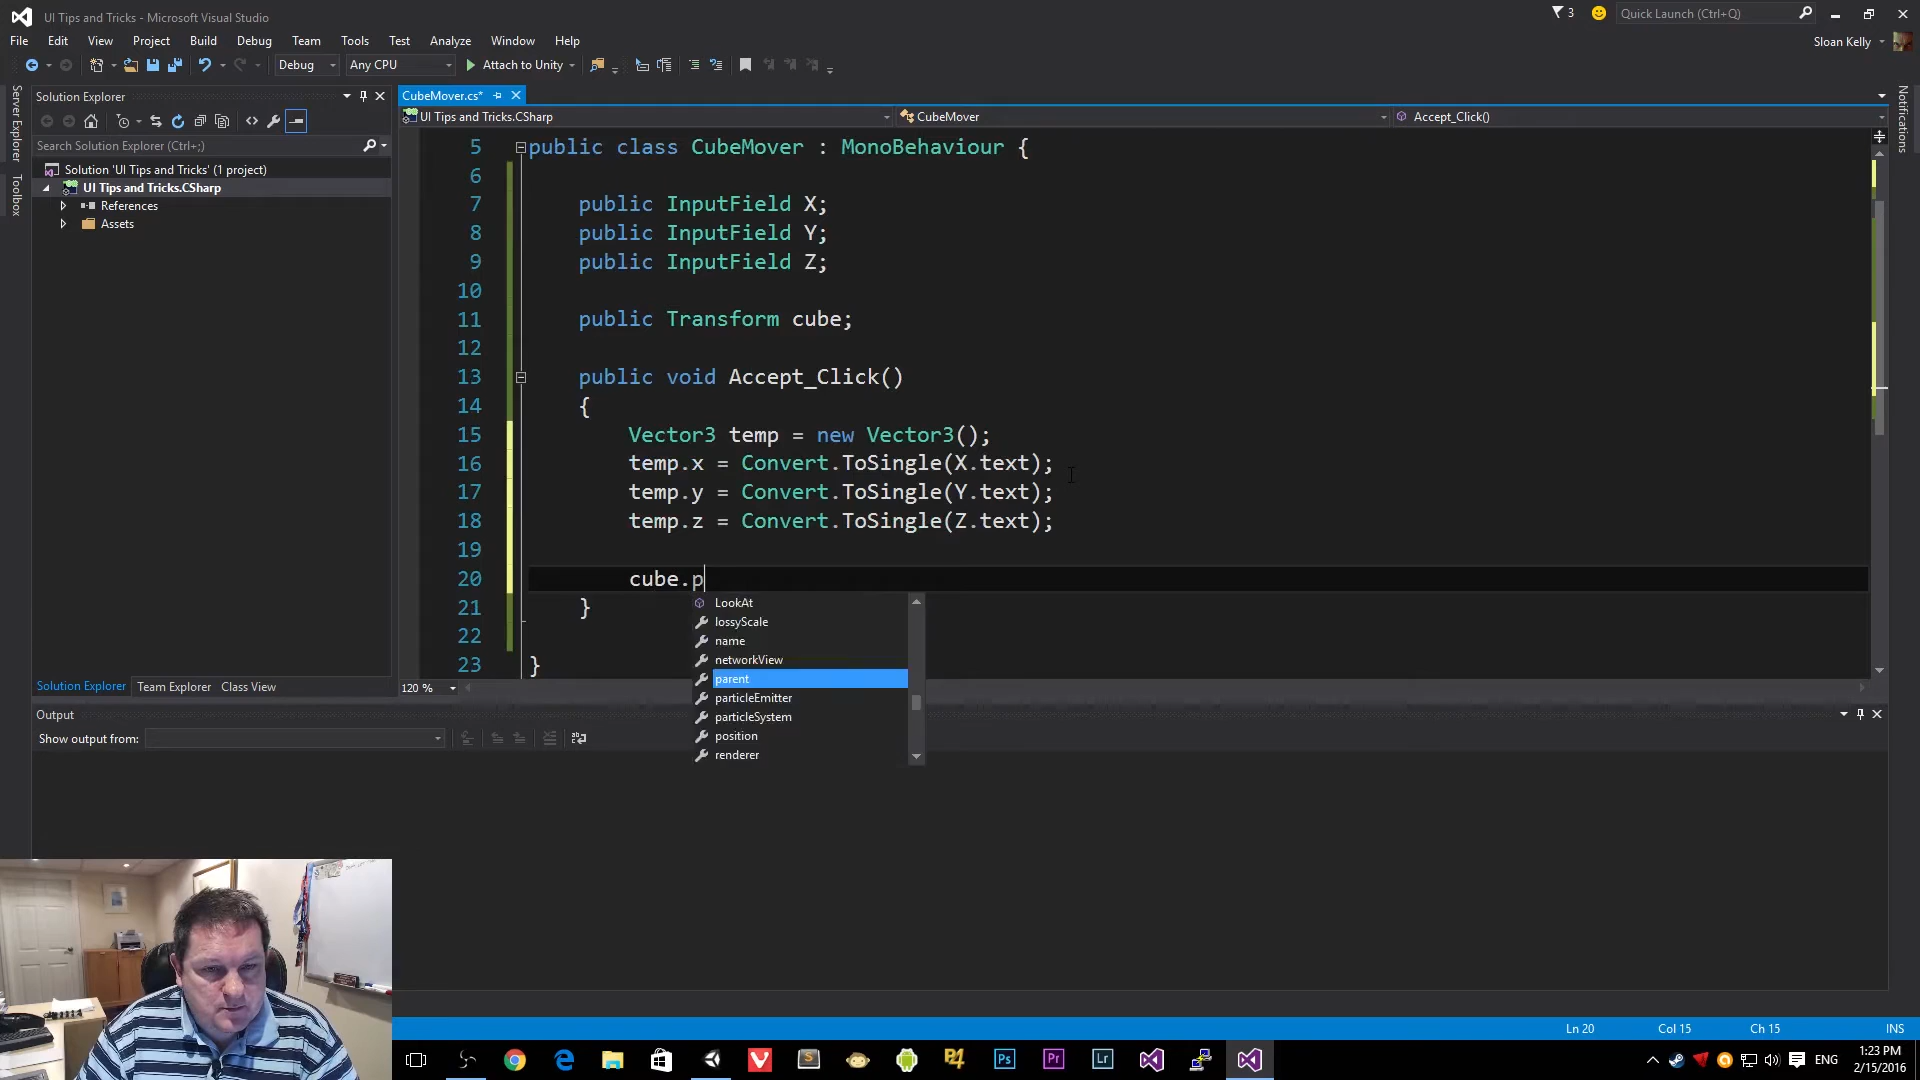 UI Tips and Tricks - Microsoft Visual Studio
3
Quick Launch (Ctrl+Q)
File Edit View Project Build Debug Team Tools Test Analyze Window Help
Sloan Kelly
Debug
Any CPU
Attach to Unity
Server Explorer
Toolbox
Notifications
Solution Explorer
CubeMover.cs*
UI Tips and Tricks.CSharp
CubeMover
Accept_Click()
Search Solution Explorer (Ctrl+;)
Solution 'UI Tips and Tricks' (1 project)
UI Tips and Tricks.CSharp
References
Assets
5 public class CubeMover : MonoBehaviour {
6
7 public InputField X;
8 public InputField Y;
9 public InputField Z;
10
11 public Transform cube;
12
13 public void Accept_Click()
14 {
15 Vector3 temp = new Vector3();
16 temp.x = Convert.ToSingle(X.text);
17 temp.y = Convert.ToSingle(Y.text);
18 temp.z = Convert.ToSingle(Z.text);
19
20 cube.p
21 }
22
23 }
LookAt
lossyScale
name
networkView
parent
particleEmitter
particleSystem
position
renderer
Solution Explorer Team Explorer Class View
120 %
Output
Show output from:
Ln 20 Col 15 Ch 15 INS
Ps
Pr
Lr
ENG
1:23 PM
2/15/2016